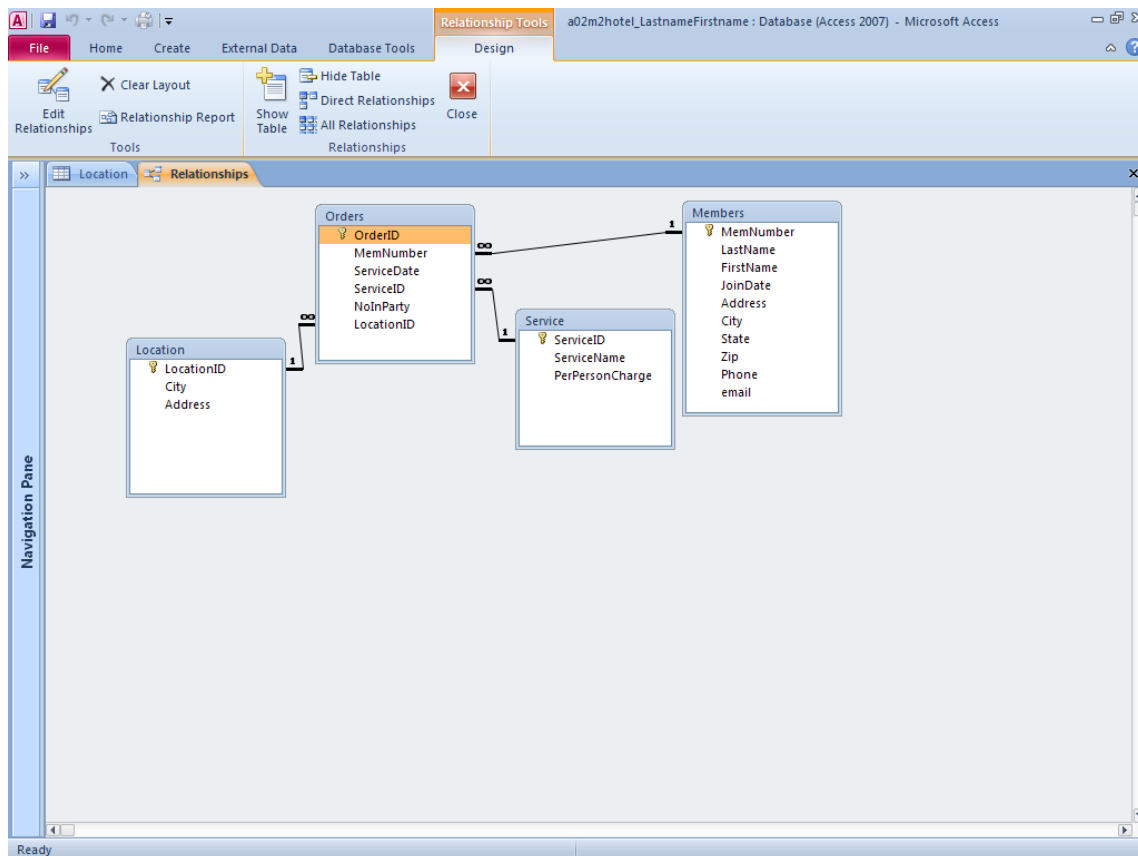 A
Relationship Tools
a02m2hotel_LastnameFirstname : Database (Access 2007) - Microsoft Access
File
Home
Create
External Data
Database Tools
Design
Edit
Relationships
Clear Layout
Relationship Report
Tools
Show
Table
Hide Table
Direct Relationships
All Relationships
Relationships
Close
Location
Relationships
Navigation Pane
Orders
OrderID
MemNumber
ServiceDate
ServiceID
NoInParty
LocationID
Members
MemNumber
LastName
FirstName
JoinDate
Address
City
State
Zip
Phone
email
Service
ServiceID
ServiceName
PerPersonCharge
Location
LocationID
City
Address
∞
1
∞
1
∞
1
Ready